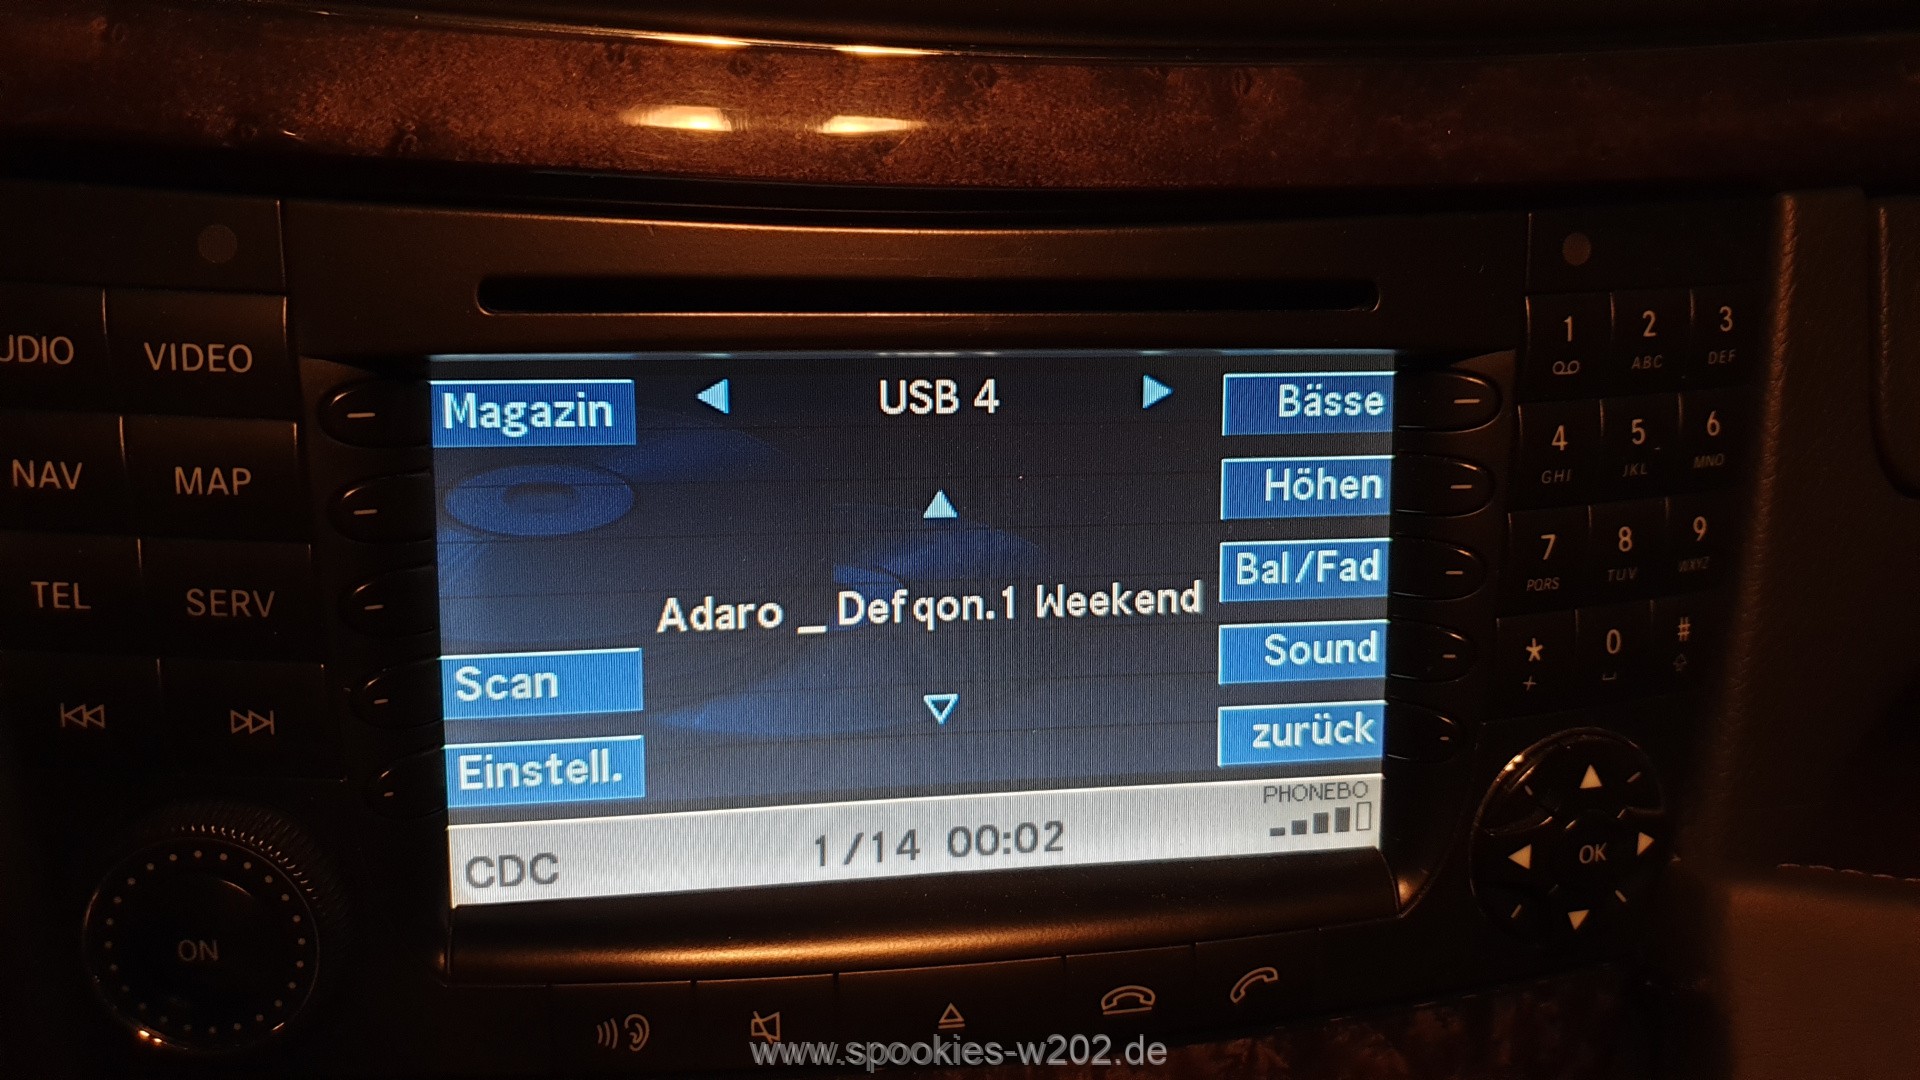 UDIO
VIDEO
NAV
MAP
TEL
SERV
ON
Magazin
USB 4
Bässe
Höhen
Bal/Fad
Adaro _ Defqon.1 Weekend
Sound
Scan
zurück
Einstell.
PHONEBO
CDC
1/14 00:02
1
2 ABC
3 DEF
4 GHI
5 JKL
6 MNO
7 PQRS
8 TUV
9 WXYZ
* +
0
#
OK
www.spookies-w202.de